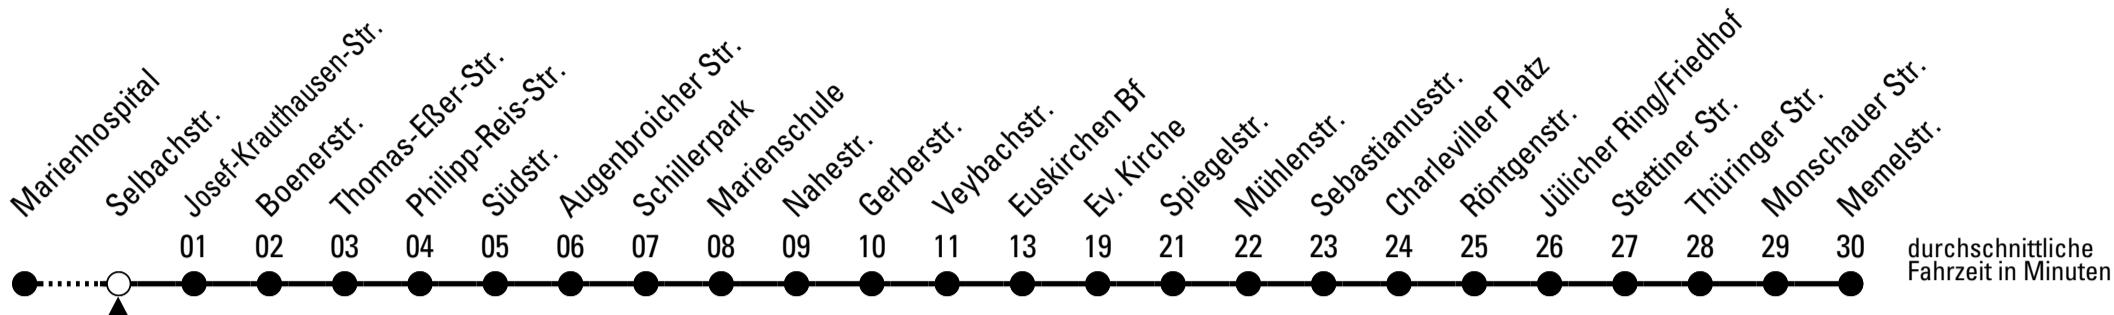 Marienhospital
Selbachstr.
Josef-Krauthausen-Str.
Boenerstr.
Thomas-Eßer-Str.
Philipp-Reis-Str.
Südstr.
Augenbroicher Str.
Schillerpark
Marienschule
Nahestr.
Gerberstr.
Veybachstr.
Euskirchen Bf
Ev. Kirche
Spiegelstr.
Mühlenstr.
Sebastianusstr.
Charleviller Platz
Röntgenstr.
Jülicher Ring/Friedhof
Stettiner Str.
Thüringer Str.
Monschauer Str.
Memelstr.
01 02 03 04 05 06 07 08 09 10 11 13 19 21 22 23 24 25 26 27 28 29 30
durchschnittliche
Fahrzeit in Minuten